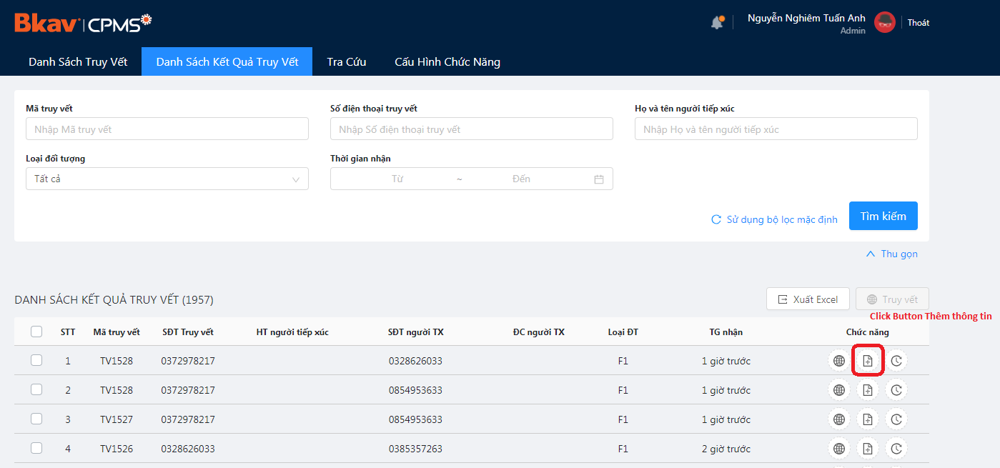 Bkav CPMS
Nguyễn Nghiêm Tuấn Anh
Admin
Thoát
Danh Sách Truy Vết Danh Sách Kết Quả Truy Vết Tra Cứu Cấu Hình Chức Năng
Mã truy vết Số điện thoại truy vết Họ và tên người tiếp xúc
Nhập Mã truy vết Nhập Số điện thoại truy vết Nhập Họ và tên người tiếp xúc
Loại đối tượng Thời gian nhận
Tất cả Từ ~ Đến
Sử dụng bộ lọc mặc định Tìm kiếm
Thu gọn
DANH SÁCH KẾT QUẢ TRUY VẾT (1957) Xuất Excel Truy vết
Click Button Thêm thông tin
STT Mã truy vết SĐT Truy vết HT người tiếp xúc SĐT người TX ĐC người TX Loại ĐT TG nhận Chức năng
1 TV1528 0372978217 0328626033 F1 1 giờ trước
2 TV1528 0372978217 0854953633 F1 1 giờ trước
3 TV1527 0372978217 0854953633 F1 1 giờ trước
4 TV1526 0328626033 0385357263 F1 2 giờ trước